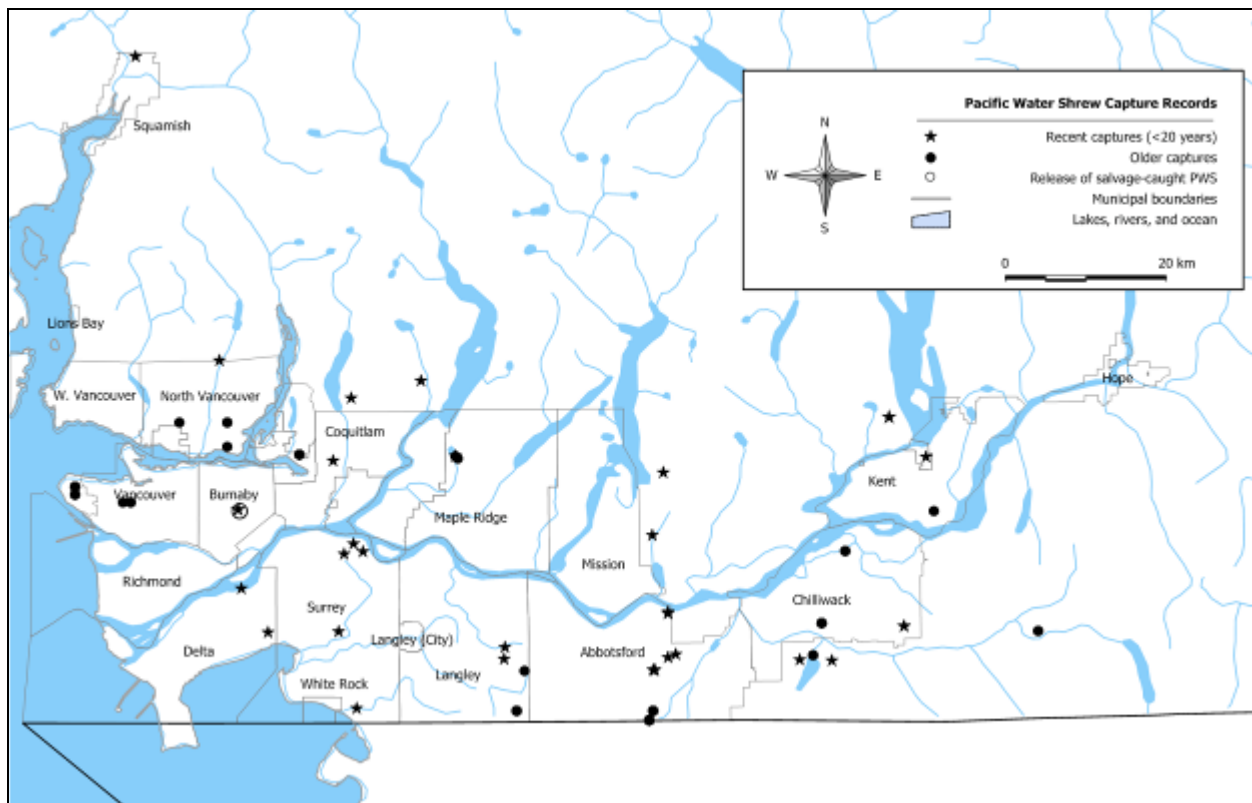 Squamish
Pacific Water Shrew Capture Records
N
W
E
S
Recent captures (<20 years)
Older captures
Release of salvage-caught PWS
Municipal boundaries
Lakes, rivers, and ocean
0
20 km
Lions Bay
W. Vancouver
North Vancouver
Coquitlam
Hope
Vancouver
Burnaby
Kent
Maple Ridge
Richmond
Mission
Surrey
Chilliwack
Langley (City)
Delta
Abbotsford
White Rock
Langley